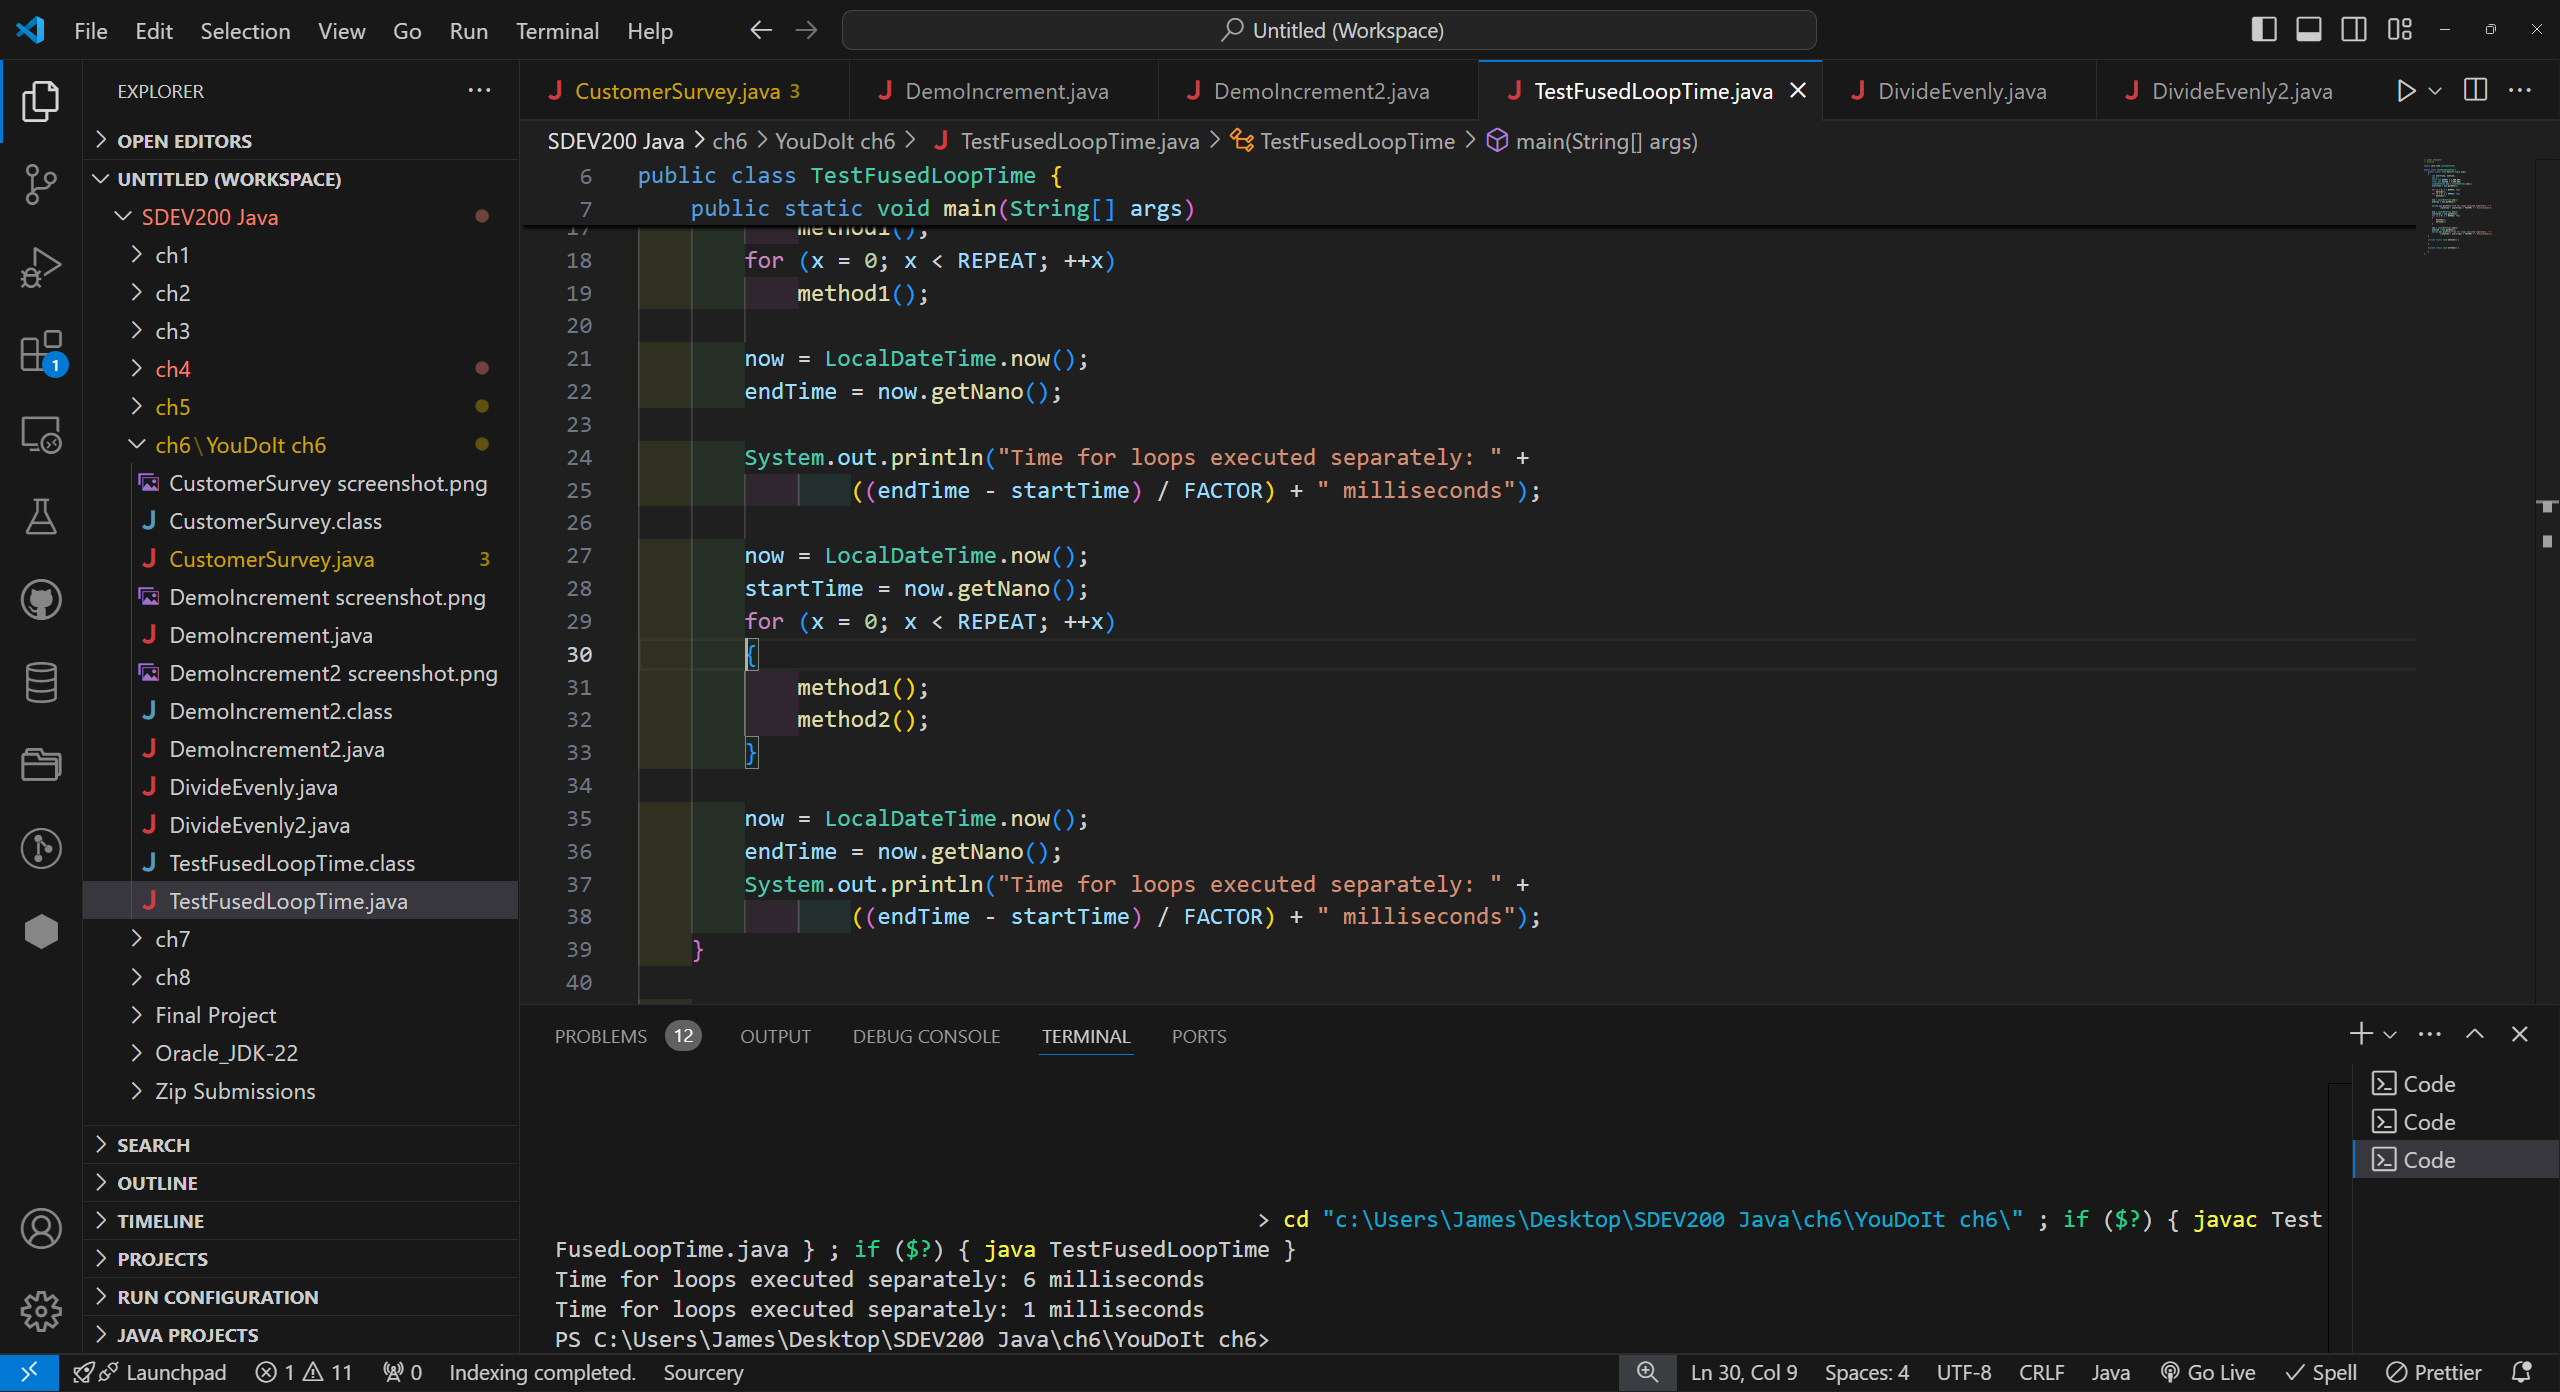 File Edit Selection View Go Run Terminal Help Untitled (Workspace)
EXPLORER
OPEN EDITORS
UNTITLED (WORKSPACE)
SDEV200 Java
ch1
ch2
ch3
ch4
ch5
ch6\YouDoIt ch6
CustomerSurvey screenshot.png
CustomerSurvey.class
CustomerSurvey.java 3
DemoIncrement screenshot.png
DemoIncrement.java
DemoIncrement2 screenshot.png
DemoIncrement2.class
DemoIncrement2.java
DivideEvenly.java
DivideEvenly2.java
TestFusedLoopTime.class
TestFusedLoopTime.java
ch7
ch8
Final Project
Oracle_JDK-22
Zip Submissions
SEARCH
OUTLINE
TIMELINE
PROJECTS
RUN CONFIGURATION
JAVA PROJECTS
1
CustomerSurvey.java 3 DemoIncrement.java DemoIncrement2.java TestFusedLoopTime.java DivideEvenly.java DivideEvenly2.java
SDEV200 Java > ch6 > YouDoIt ch6 > TestFusedLoopTime.java > TestFusedLoopTime > main(String[] args)
6 public class TestFusedLoopTime {
7 public static void main(String[] args)
17 method1();
18 for (x = 0; x < REPEAT; ++x)
19 method1();
20
21 now = LocalDateTime.now();
22 endTime = now.getNano();
23
24 System.out.println("Time for loops executed separately: " +
25 ((endTime - startTime) / FACTOR) + " milliseconds");
26
27 now = LocalDateTime.now();
28 startTime = now.getNano();
29 for (x = 0; x < REPEAT; ++x)
30 {
31 method1();
32 method2();
33 }
34
35 now = LocalDateTime.now();
36 endTime = now.getNano();
37 System.out.println("Time for loops executed separately: " +
38 ((endTime - startTime) / FACTOR) + " milliseconds");
39 }
40
PROBLEMS 12 OUTPUT DEBUG CONSOLE TERMINAL PORTS
Code
Code
Code
> cd "c:\Users\James\Desktop\SDEV200 Java\ch6\YouDoIt ch6\" ; if ($?) { javac Test
FusedLoopTime.java } ; if ($?) { java TestFusedLoopTime }
Time for loops executed separately: 6 milliseconds
Time for loops executed separately: 1 milliseconds
PS C:\Users\James\Desktop\SDEV200 Java\ch6\YouDoIt ch6>
Launchpad 1 11 0 Indexing completed. Sourcery Ln 30, Col 9 Spaces: 4 UTF-8 CRLF Java Go Live Spell Prettier